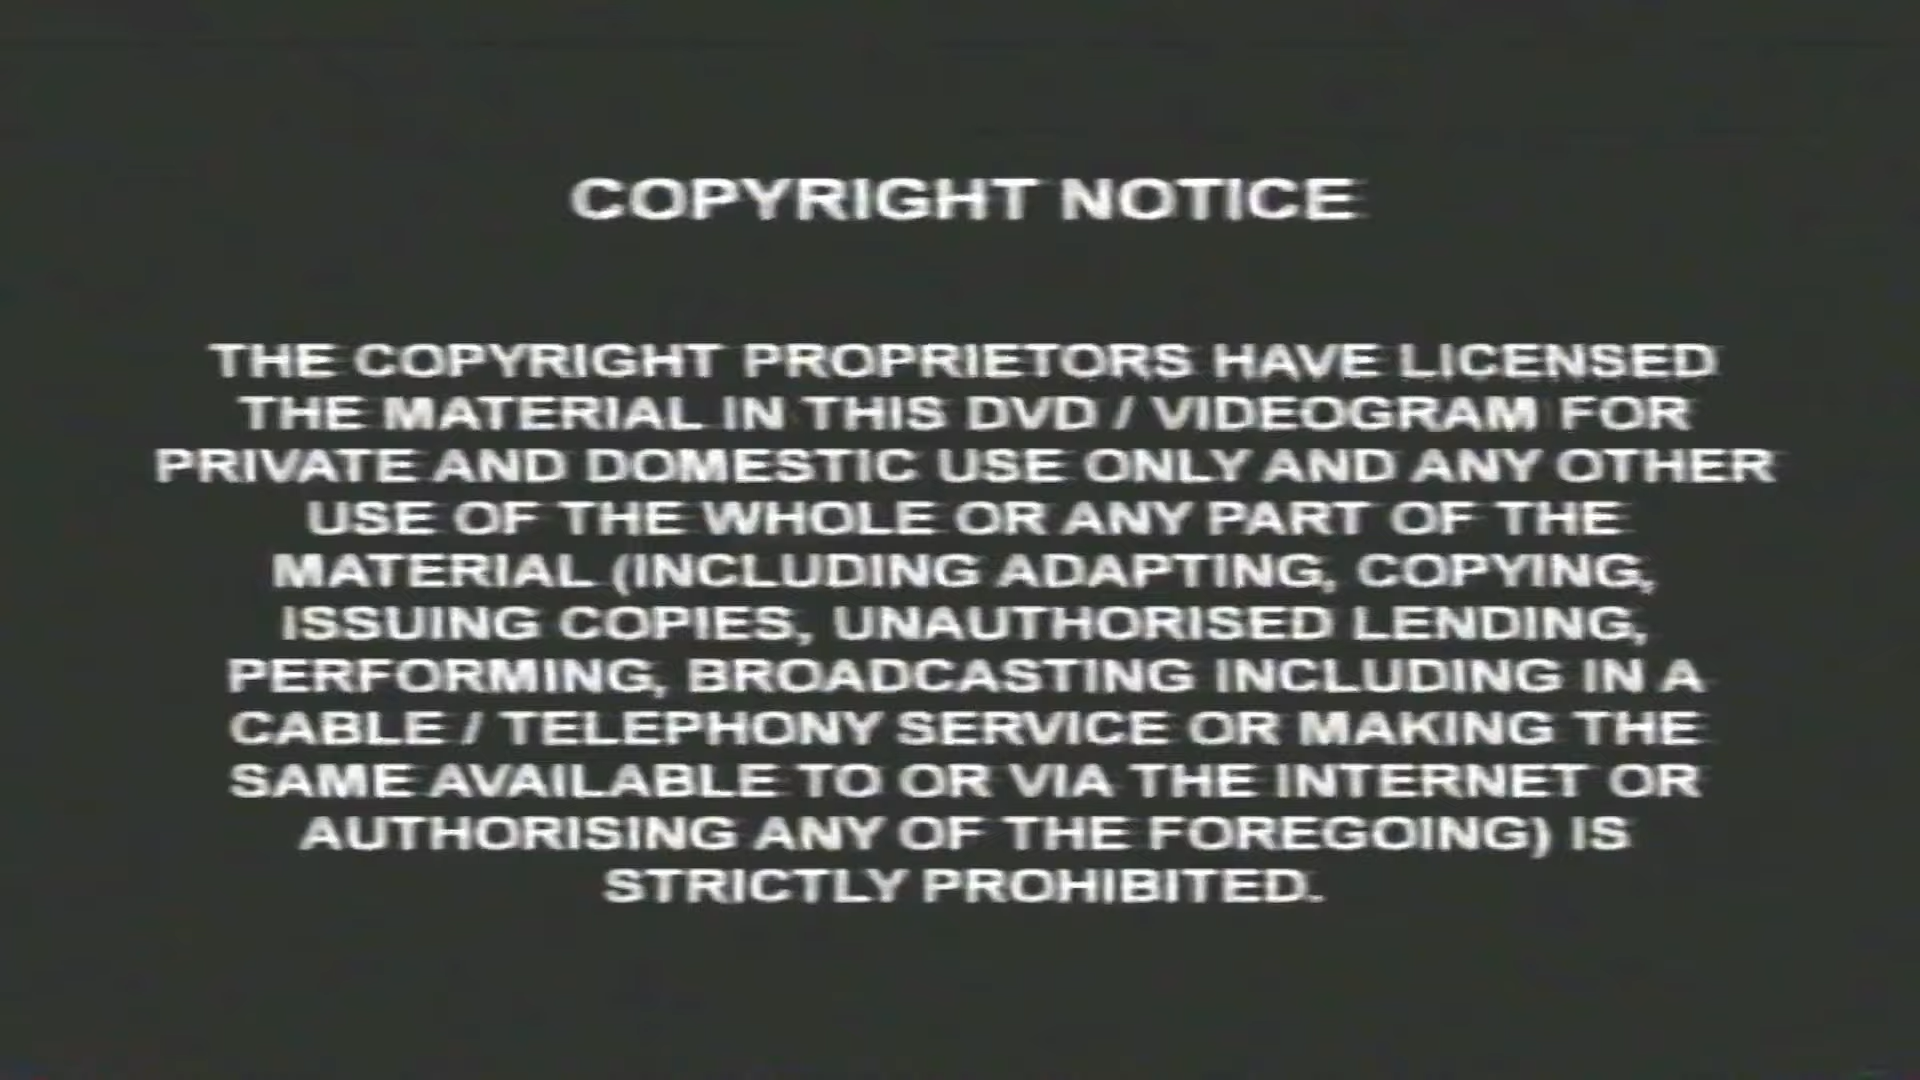 COPYRIGHT NOTICE
THE COPYRIGHT PROPRIETORS HAVE LICENSED
THE MATERIAL IN THIS DVD / VIDEOGRAM FOR
PRIVATE AND DOMESTIC USE ONLY AND ANY OTHER
USE OF THE WHOLE OR ANY PART OF THE
MATERIAL (INCLUDING ADAPTING, COPYING,
ISSUING COPIES, UNAUTHORISED LENDING,
PERFORMING, BROADCASTING INCLUDING IN A
CABLE / TELEPHONY SERVICE OR MAKING THE
SAME AVAILABLE TO OR VIA THE INTERNET OR
AUTHORISING ANY OF THE FOREGOING) IS
STRICTLY PROHIBITED.